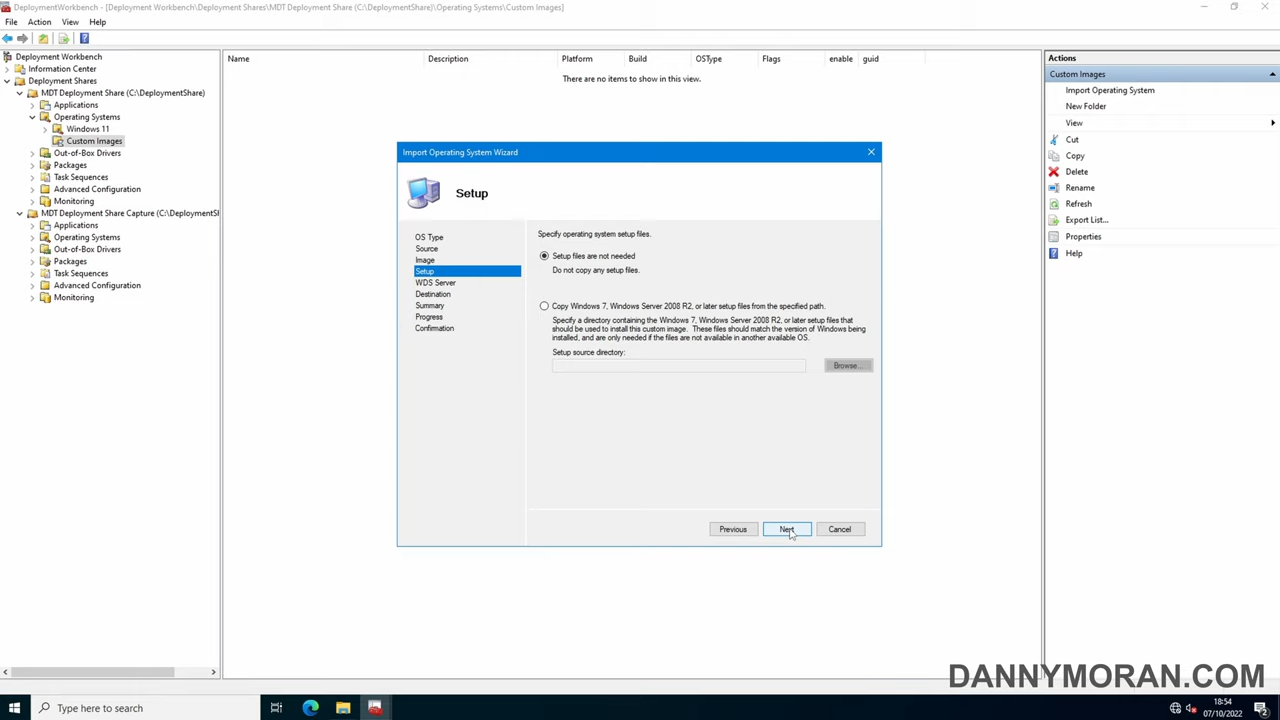 DeploymentWorkbench - [Deployment Workbench\Deployment Shares\MDT Deployment Share (C:\DeploymentShare)\Operating Systems\Custom Images]
File Action View Help
Deployment Workbench
Information Center
Deployment Shares
MDT Deployment Share (C:\DeploymentShare)
Applications
Operating Systems
Windows 11
Custom Images
Out-of-Box Drivers
Packages
Task Sequences
Advanced Configuration
Monitoring
MDT Deployment Share Capture (C:\DeploymentSh
Applications
Operating Systems
Out-of-Box Drivers
Packages
Task Sequences
Advanced Configuration
Monitoring
Name Description Platform Build OSType Flags enable guid
There are no items to show in this view.
Import Operating System Wizard
Setup
OS Type
Source
Image
Setup
WDS Server
Destination
Summary
Progress
Confirmation
Specify operating system setup files.
Setup files are not needed
Do not copy any setup files.
Copy Windows 7, Windows Server 2008 R2, or later setup files from the specified path.
Specify a directory containing the Windows 7, Windows Server 2008 R2, or later setup files that
should be used to install this custom image. These files should match the version of Windows being
installed, and are only needed if the files are not available in another available OS.
Setup source directory:
Browse...
Previous Next Cancel
Actions
Custom Images
Import Operating System
New Folder
View
Cut
Copy
Delete
Rename
Refresh
Export List...
Properties
Help
DANNYMORAN.COM
Type here to search
18:54
07/10/2022
2